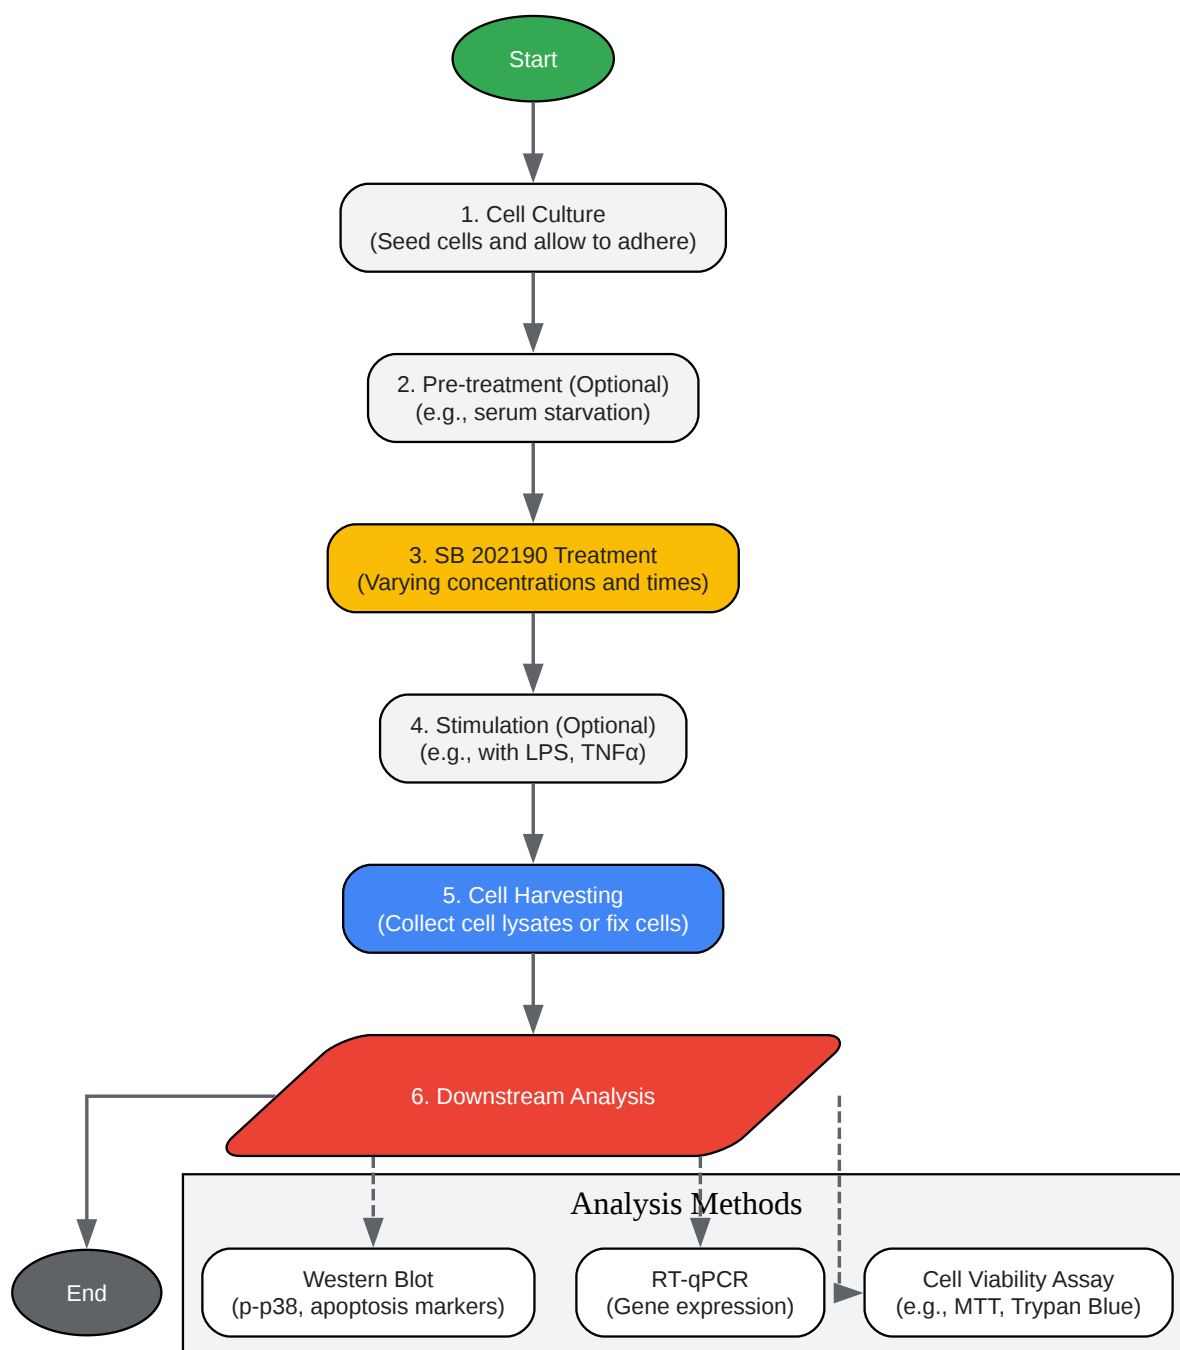 Start
1. Cell Culture
(Seed cells and allow to adhere)
2. Pre-treatment (Optional)
(e.g., serum starvation)
3. SB 202190 Treatment
(Varying concentrations and times)
4. Stimulation (Optional)
(e.g., with LPS, TNFα)
5. Cell Harvesting
(Collect cell lysates or fix cells)
6. Downstream Analysis
Analysis Methods
End
Western Blot
(p-p38, apoptosis markers)
RT-qPCR
(Gene expression)
Cell Viability Assay
(e.g., MTT, Trypan Blue)